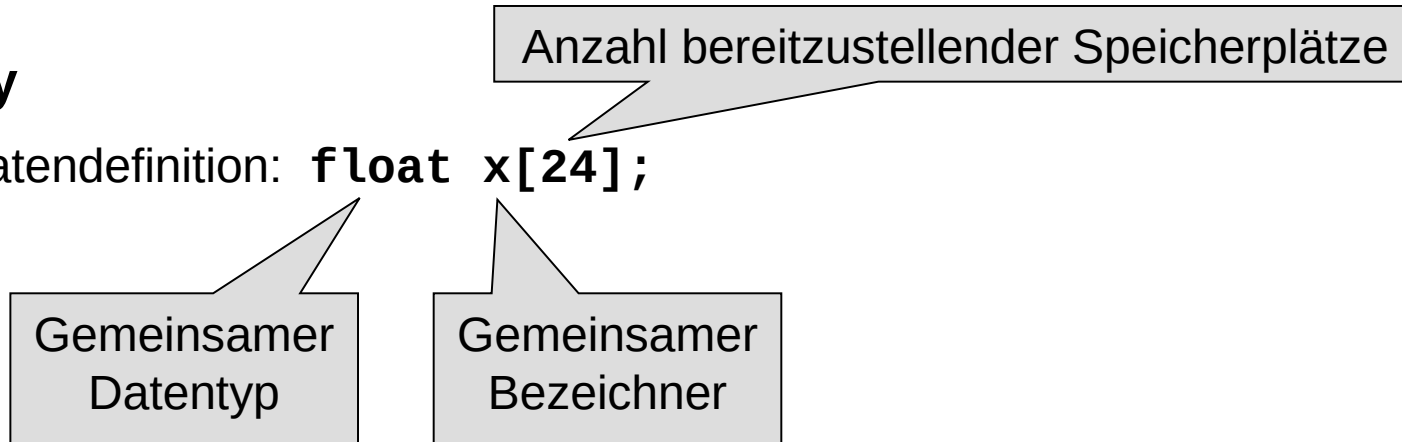 Anzahl bereitzustellender Speicherplätze
y
atendefinition: float x[24];
Gemeinsamer
Datentyp
Gemeinsamer
Bezeichner